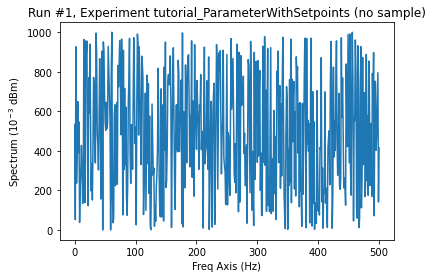 Run #1, Experiment tutorial_ParameterWithSetpoints (no sample)
1000
800
600
400
200
0
Spectrum (10⁻³ dBm)
0 100 200 300 400 500
Freq Axis (Hz)